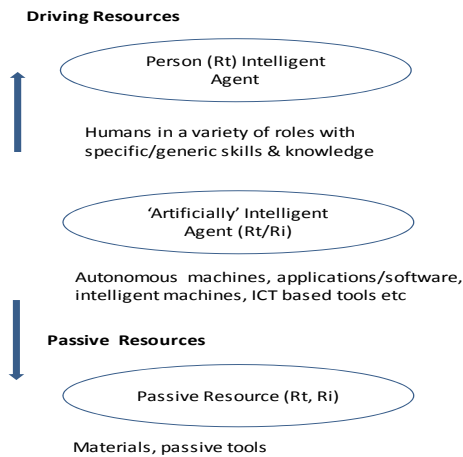 Driving Resources
Person (Rt) Intelligent
Agent
Humans in a variety of roles with
specific/generic skills & knowledge
‘Artificially’ Intelligent
Agent (Rt/Ri)
Autonomous machines, applications/software,
intelligent machines, ICT based tools etc
Passive Resources
Passive Resource (Rt, Ri)
Materials, passive tools